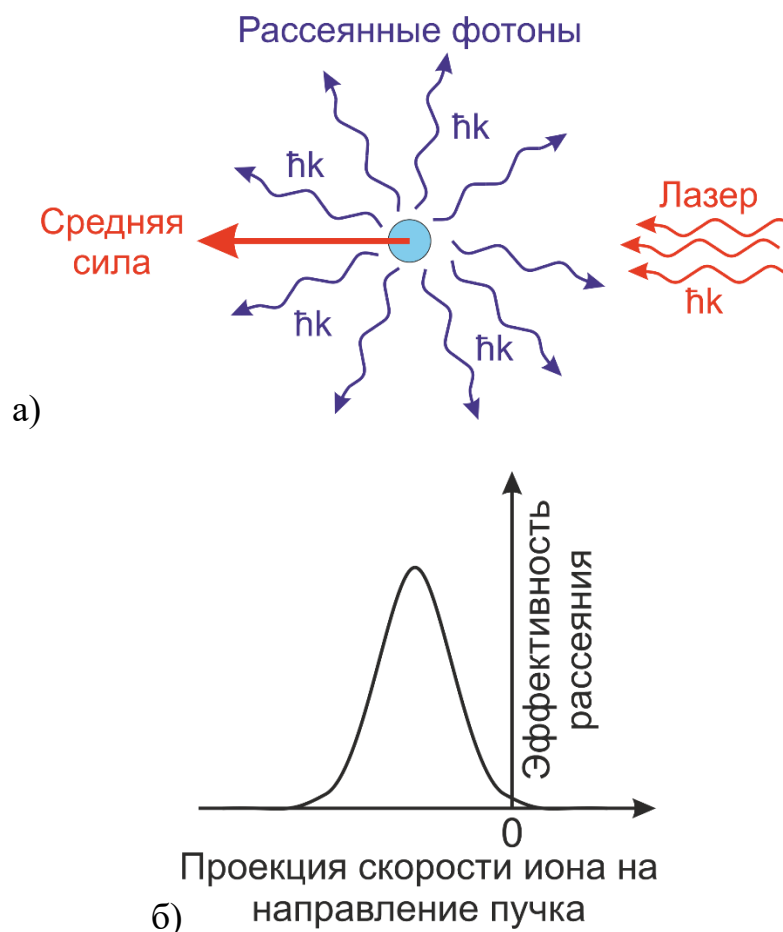 Рассеянные фотоны
ħk
ħk
Лазер
Средняя
сила
ħk
ħk
ħk
а)
Эффективность
рассеяния
0
Проекция скорости иона на
направление пучка
б)